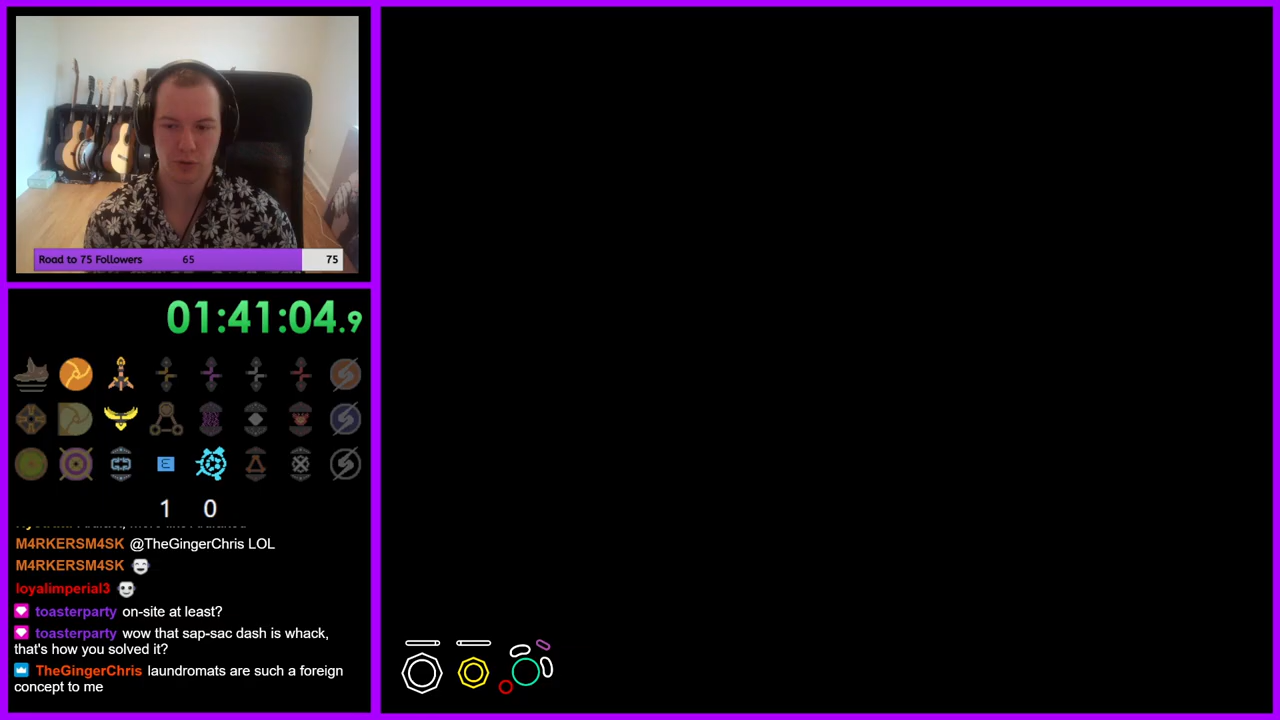 Road to 75 Followers 65 75
01:41:04.9
1 0
M4RKERSM4SK @TheGingerChris LOL
M4RKERSM4SK
loyalimperial3
toasterparty on-site at least?
toasterparty wow that sap-sac dash is whack,
that's how you solved it?
TheGingerChris laundromats are such a foreign
concept to me